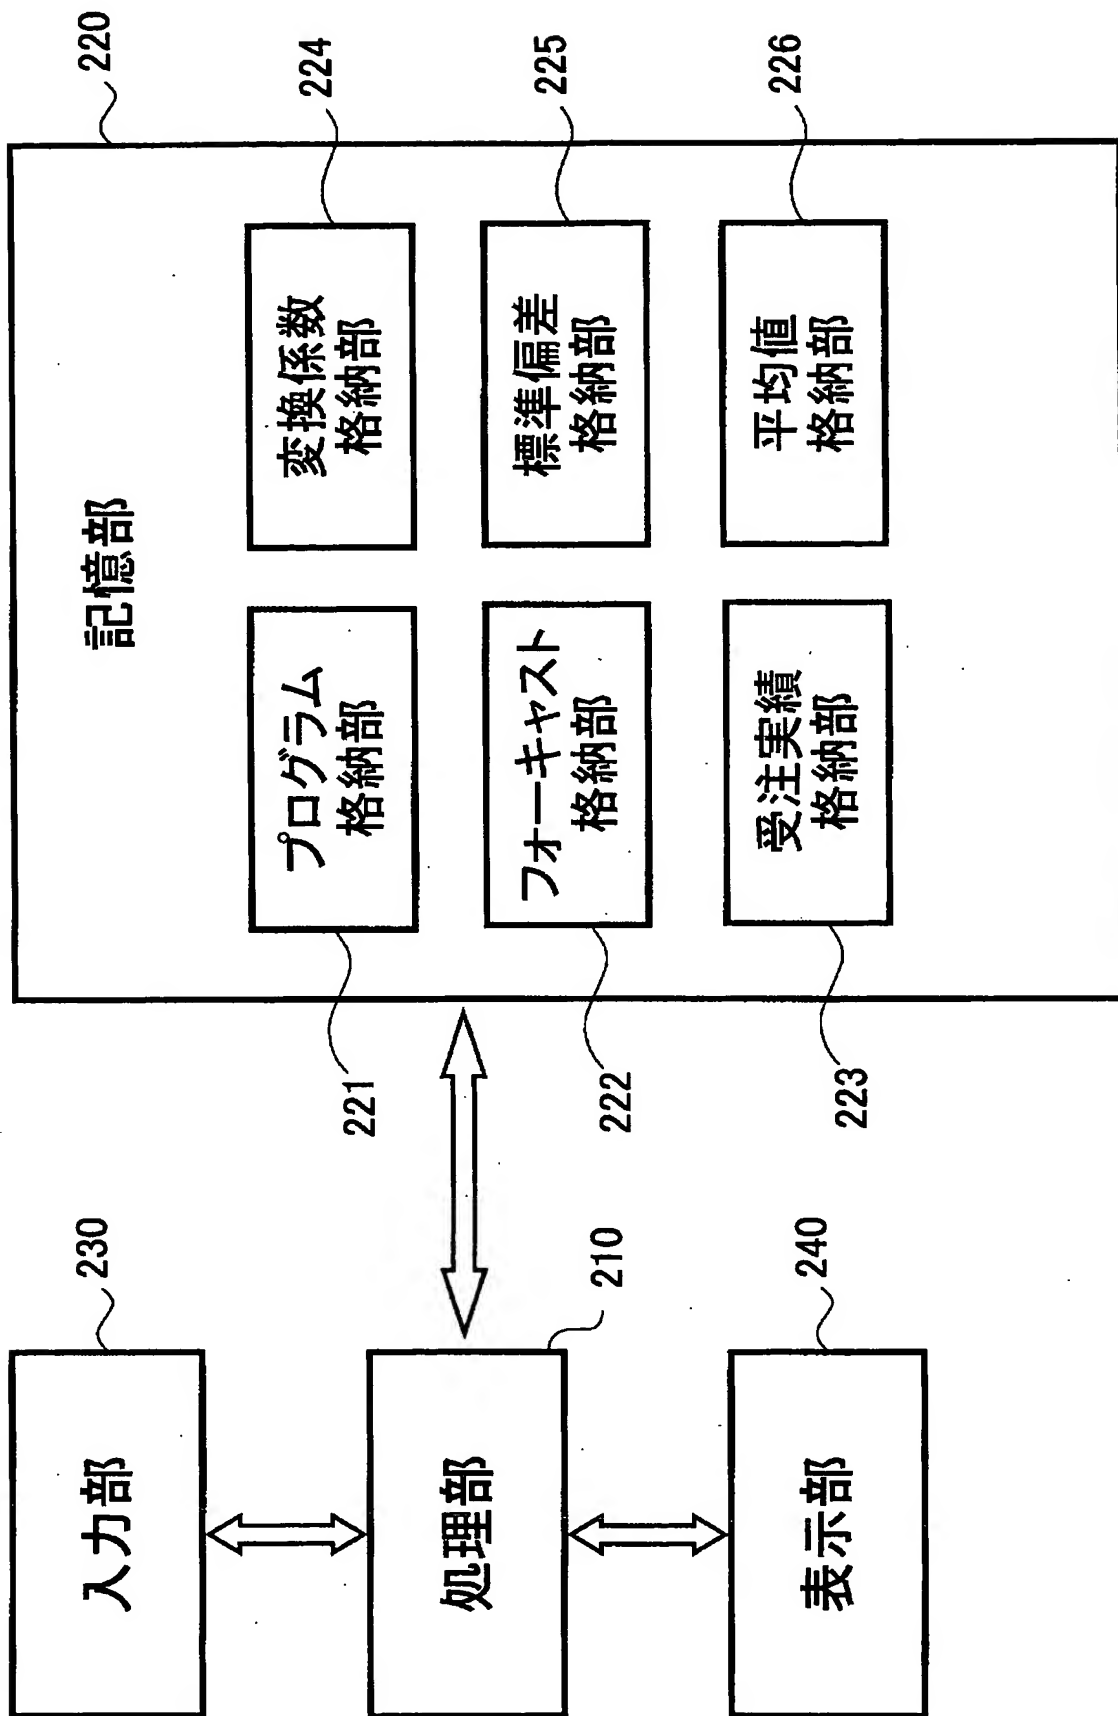 230
入力部
210
処理部
240
表示部
220
記憶部
221
プログラム
格納部
224
変換係数
格納部
222
フォーキャスト
格納部
225
標準偏差
格納部
223
受注実績
格納部
226
平均値
格納部